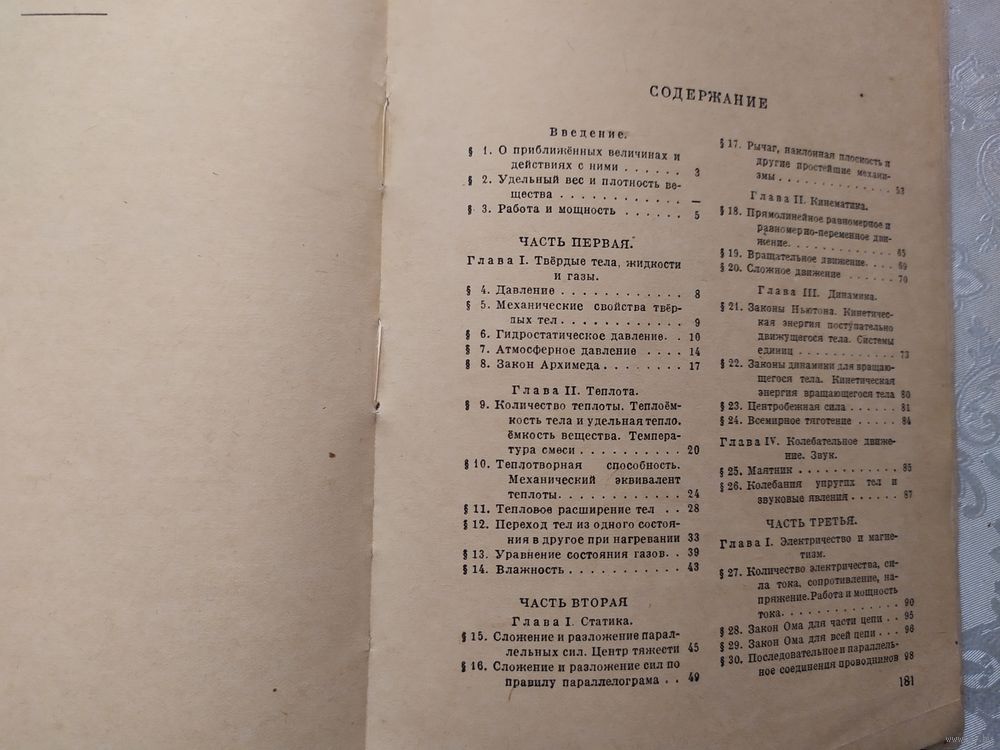 СОДЕРЖАНИЕ
Введение.
§ 1. О приближённых величинах и
действиях с ними . . . . . . 3
§ 2. Удельный вес и плотность ве-
щества . . . . . . . . . . . —
§ 3. Работа и мощность . . . . . . 5
ЧАСТЬ ПЕРВАЯ.
Глава I. Твёрдые тела, жидкости
и газы.
§ 4. Давление . . . . . . . . . . . . 8
§ 5. Механические свойства твёр-
дых тел . . . . . . . . . . . . 9
§ 6. Гидростатическое давление. . 10
§ 7. Атмосферное давление . . . . 14
§ 8. Закон Архимеда . . . . . . . . 17
Глава II. Теплота.
§ 9. Количество теплоты. Теплоём-
кость тела и удельная тепло.
ёмкость вещества. Темпера-
тура смеси . . . . . . . . . . 20
§ 10. Теплотворная способность.
Механический эквивалент
теплоты. . . . . . . . . . . . 24
§ 11. Тепловое расширение тел . . 28
§ 12. Переход тел из одного состоя-
ния в другое при нагревании 33
§ 13. Уравнение состояния газов. . 39
§ 14. Влажность . . . . . . . . . . . 43
ЧАСТЬ ВТОРАЯ
Глава I. Статика.
§ 15. Сложение и разложение парал-
лельных сил. Центр тяжести 45
§ 16. Сложение и разложение сил по
правилу параллелограма . . 49
§ 17. Рычаг, наклонная плоскость и
другие простейшие механи-
змы . . . . . . . . . . . . . 53
Глава II. Кинематика.
§ 18. Прямолинейное равномерное и
равномерно-переменное дви-
жение. . . . . . . . . . . . 65
§ 19. Вращательное движение. . . . 69
§ 20. Сложное движение . . . . . . 70
Глава III. Динамика.
§ 21. Законы Ньютона. Кинетичес-
кая энергия поступательно
движущегося тела. Системы
единиц . . . . . . . . . . . . 73
§ 22. Законы динамики для вращаю-
щегося тела. Кинетическая
энергия вращающегося тела 80
§ 23. Центробежная сила . . . . . . 81
§ 24. Всемирное тяготение . . . . . 84
Глава IV. Колебательное движе-
ние. Звук.
§ 25. Маятник . . . . . . . . . . . 85
§ 26. Колебания упругих тел и
звуковые явления . . . . . . 87
ЧАСТЬ ТРЕТЬЯ.
Глава I. Электричество и магне-
тизм.
§ 27. Количество электричества, си-
ла тока, сопротивление, на-
пряжение. Работа и мощность
тока. . . . . . . . . . . . . 90
§ 28. Закон Ома для части цепи . . 95
§ 29. Закон Ома для всей цепи . . . 96
§ 30. Последовательное и параллель-
ное соединения проводников 98
181